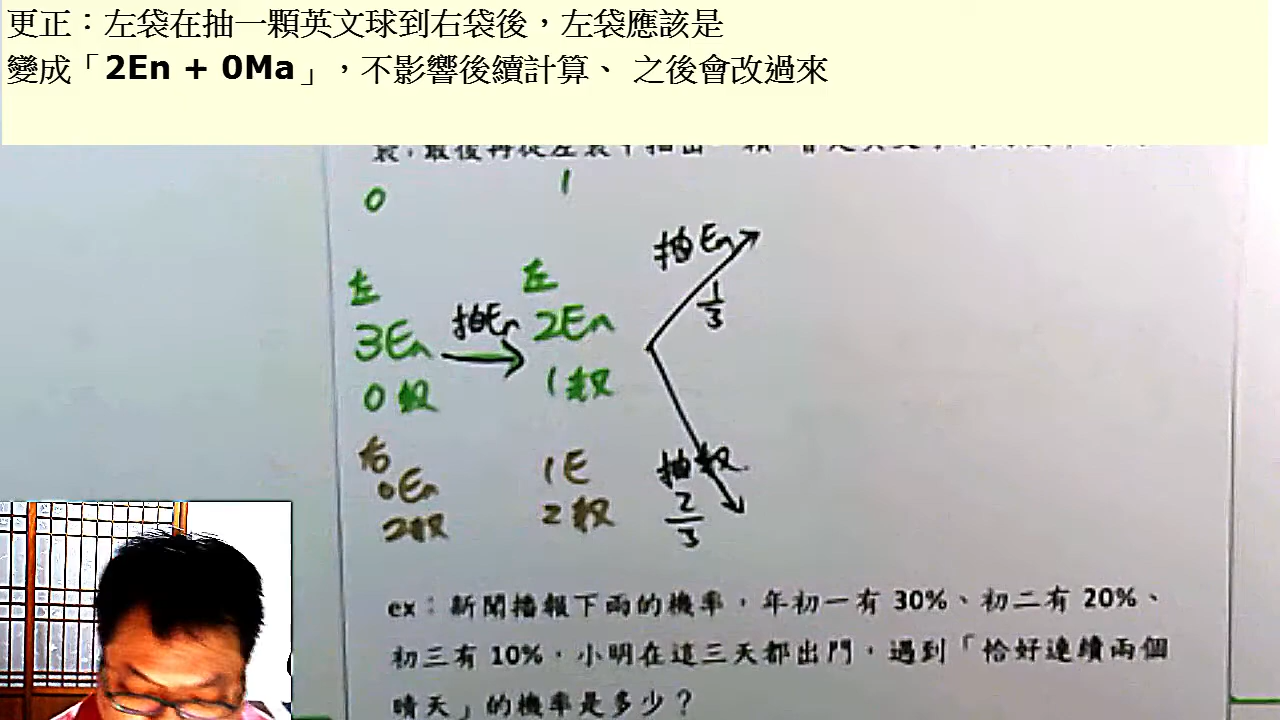 更正：左袋在抽一顆英文球到右袋後，左袋應該是
變成「2En + 0Ma」，不影響後續計算、 之後會改過來
0 1
左 左
3En 抽En 2En
0 数 1 数
抽En
1/3
右
0En 1E
2数 2 数
抽数
2/3
ex：新聞播報下雨的機率，年初一有 30%、初二有 20%、
初三有 10%，小明在這三天都出門，遇到「恰好連續兩個
晴天」的機率是多少？